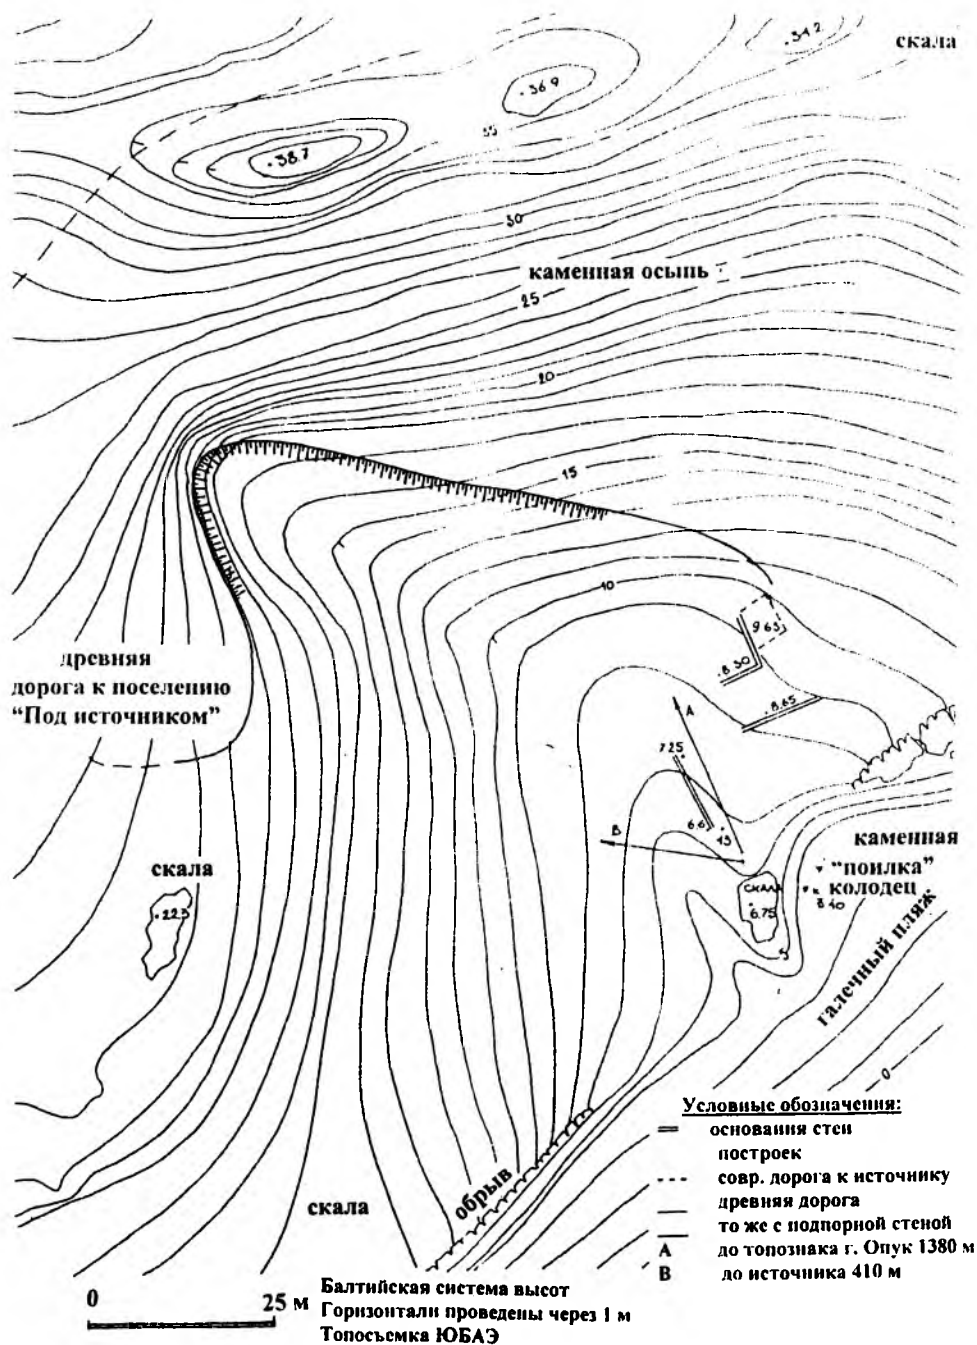 34.2
скала
36.9
35
38.7
30
каменная осыпь
25
20
15
10
9.65
древняя
дорога к поселению
“Под источником”
8.50
8.65
А
7.25
6.6
4.5
В
каменная
“поилка”
колодец
скала
скала
22.3
6.75
5
галечный пляж
0
обрыв
скала
Условные обозначения:
основания стен
построек
совр. дорога к источнику
древняя дорога
то же с подпорной стеной
А до топознака г. Опук 1380 м
В до источника 410 м
0 25 м
Балтийская система высот
Горизонтали проведены через 1 м
Топосъемка ЮБАЭ